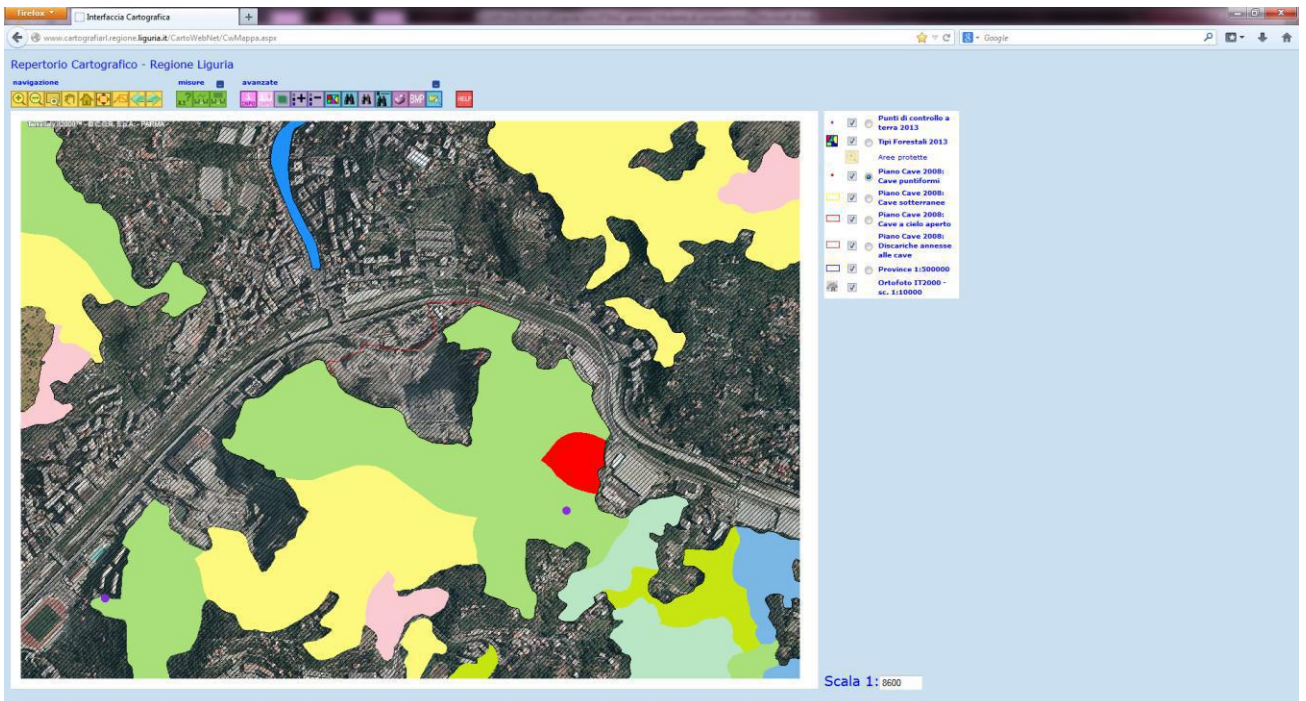 Firefox
Interfaccia Cartografica
+
www.cartografiarl.regione.liguria.it/CartoWebNet/CwMappa.aspx
Google
Repertorio Cartografico - Regione Liguria
navigazione
misure
avanzate
BMP
HELP
Punti di controllo a
terra 2013
Tipi Forestali 2013
Aree protette
Piano Cave 2008:
Cave puntiformi
Piano Cave 2008:
Cave sotterranee
Piano Cave 2008:
Cave a cielo aperto
Piano Cave 2008:
Discariche annesse
alle cave
Province 1:500000
Ortofoto IT2000 -
sc. 1:10000
Scala 1: 8600